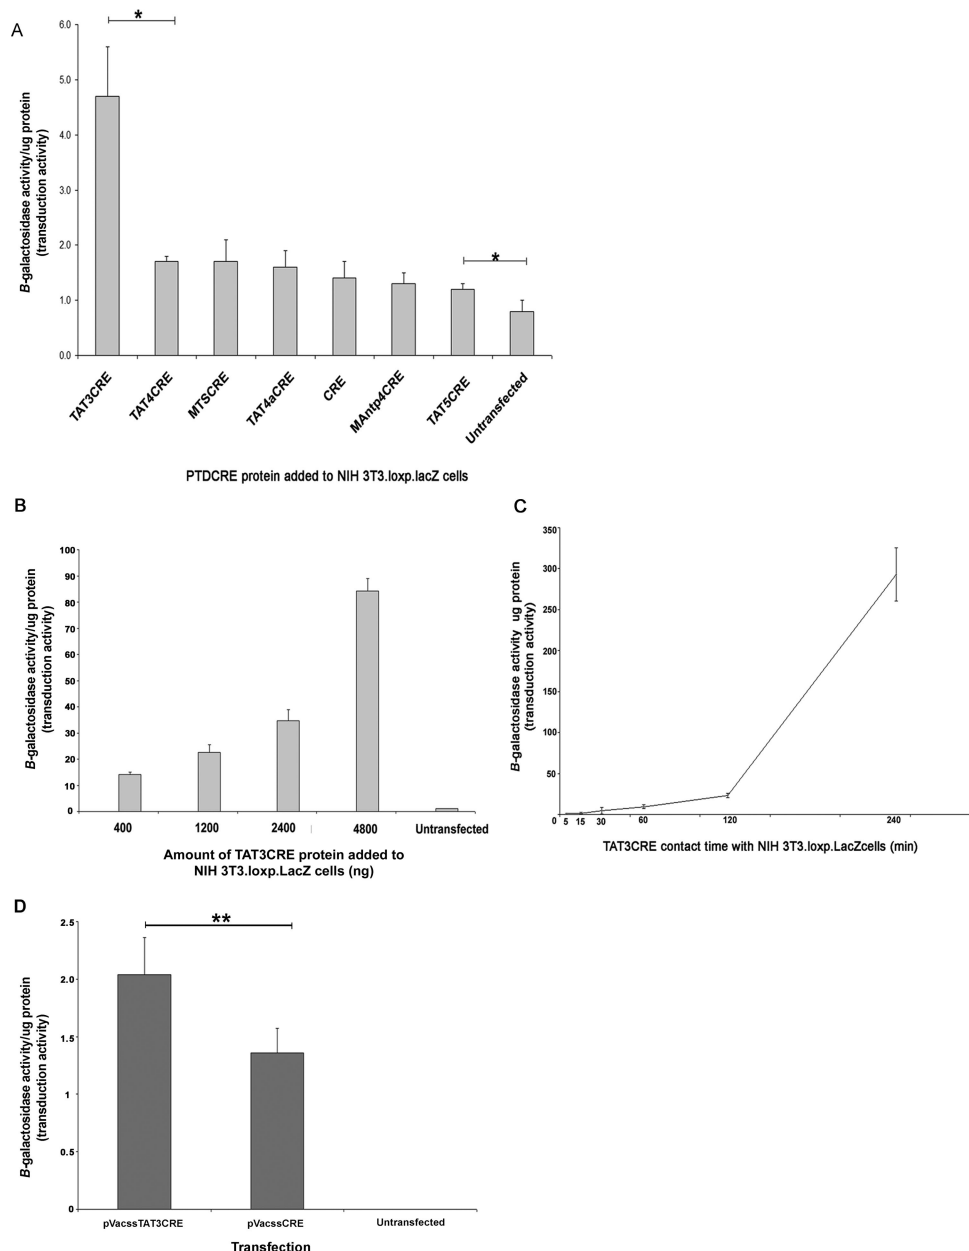 A
*
*
6.0
5.0
4.0
3.0
2.0
1.0
0.0
B-galactosidase activity/ug protein
(transduction activity)
TAT3CRE
TAT4CRE
MTSCRE
TAT4aCRE
CRE
MAntp4CRE
TAT5CRE
Untransfected
PTDCRE protein added to NIH 3T3.loxp.lacZ cells
B
100
90
80
70
60
50
40
30
20
10
0
B-galactosidase activity/ug protein
(transduction activity)
400 1200 2400 4800 Untransfected
Amount of TAT3CRE protein added to
NIH 3T3.loxp.LacZ cells (ng)
C
350
300
250
200
150
100
50
B-galactosidase activity ug protein
(transduction activity)
0 5 15 30 60 120 240
TAT3CRE contact time with NIH 3T3.loxp.LacZcells (min)
D
**
2.5
2.0
1.5
1
0.5
0
B-galactosidase activity/ug protein
(transduction activity)
pVacssTAT3CRE pVacssCRE Untransfected
Transfection